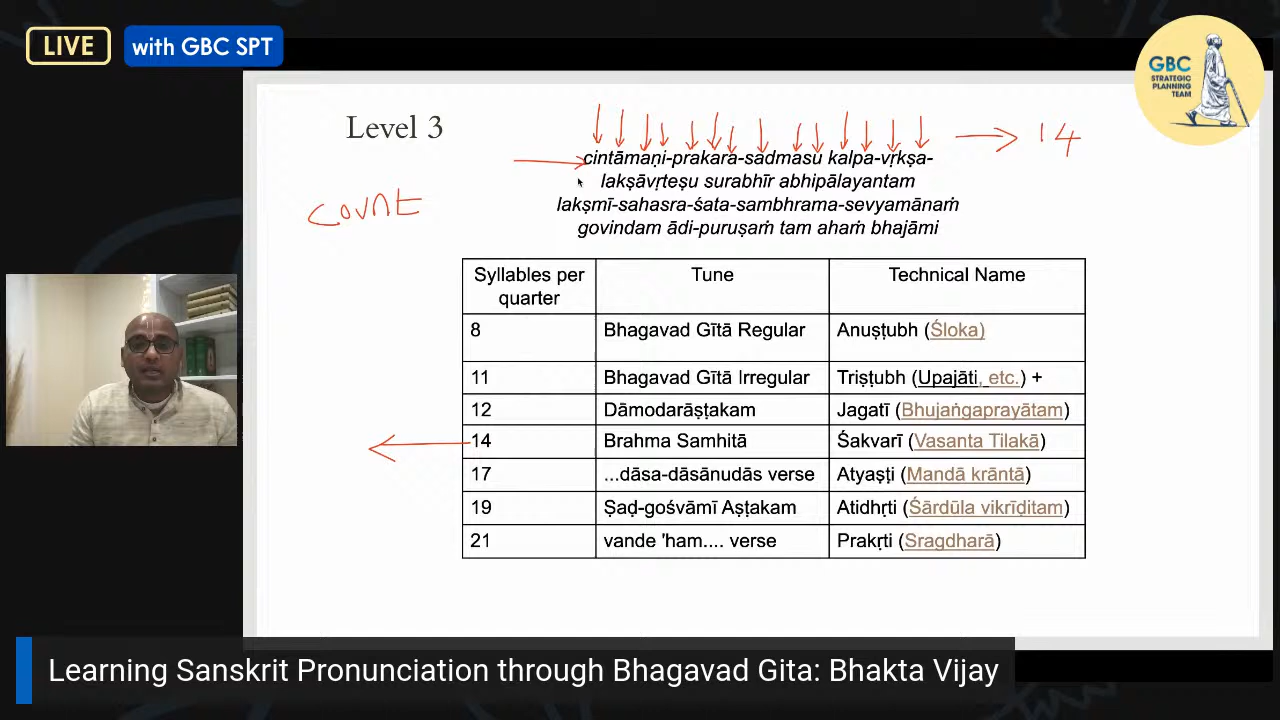 LIVE
with GBC SPT
GBC
STRATEGIC
PLANNING
TEAM
Level 3
14
cintāmaṇi-prakara-sadmasu kalpa-vṛkṣa-
lakṣāvṛteṣu surabhīr abhipālayantam
lakṣmī-sahasra-śata-sambhrama-sevyamānaṁ
govindam ādi-puruṣaṁ tam ahaṁ bhajāmi
count
Syllables per quarter Tune Technical Name
8 Bhagavad Gītā Regular Anuṣṭubh (Śloka)
11 Bhagavad Gītā Irregular Triṣṭubh (Upajāti, etc.) +
12 Dāmodarāṣṭakam Jagatī (Bhujaṅgaprayātam)
14 Brahma Samhitā Śakvarī (Vasanta Tilakā)
17 ...dāsa-dāsānudās verse Atyaṣṭi (Mandā krāntā)
19 Ṣaḍ-gośvāmī Aṣṭakam Atidhṛti (Śārdūla vikrīḍitam)
21 vande 'ham.... verse Prakṛti (Sragdharā)
Learning Sanskrit Pronunciation through Bhagavad Gita: Bhakta Vijay